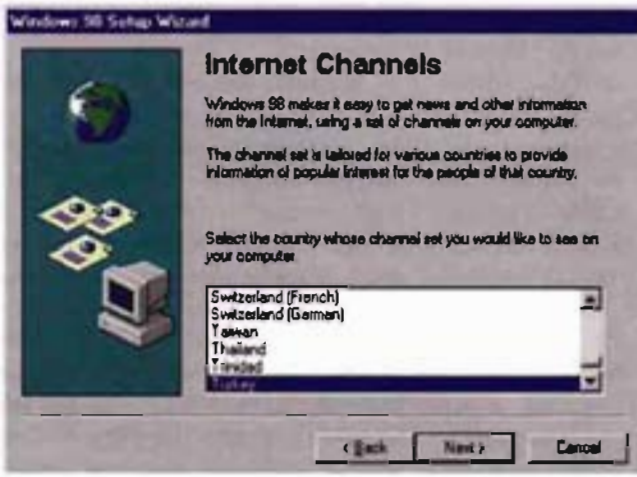 Windows 98 Setup Wizard
Internet Channels
Windows 98 makes it easy to get news and other information
from the Internet, using a set of channels on your computer.
The channel set is tailored for various countries to provide
information of popular interest for the people of that country.
Select the country whose channel set you would like to see on
your computer
Switzerland (French)
Switzerland (German)
Taiwan
Thailand
Trinidad
Turkey
< Back
Next >
Cancel